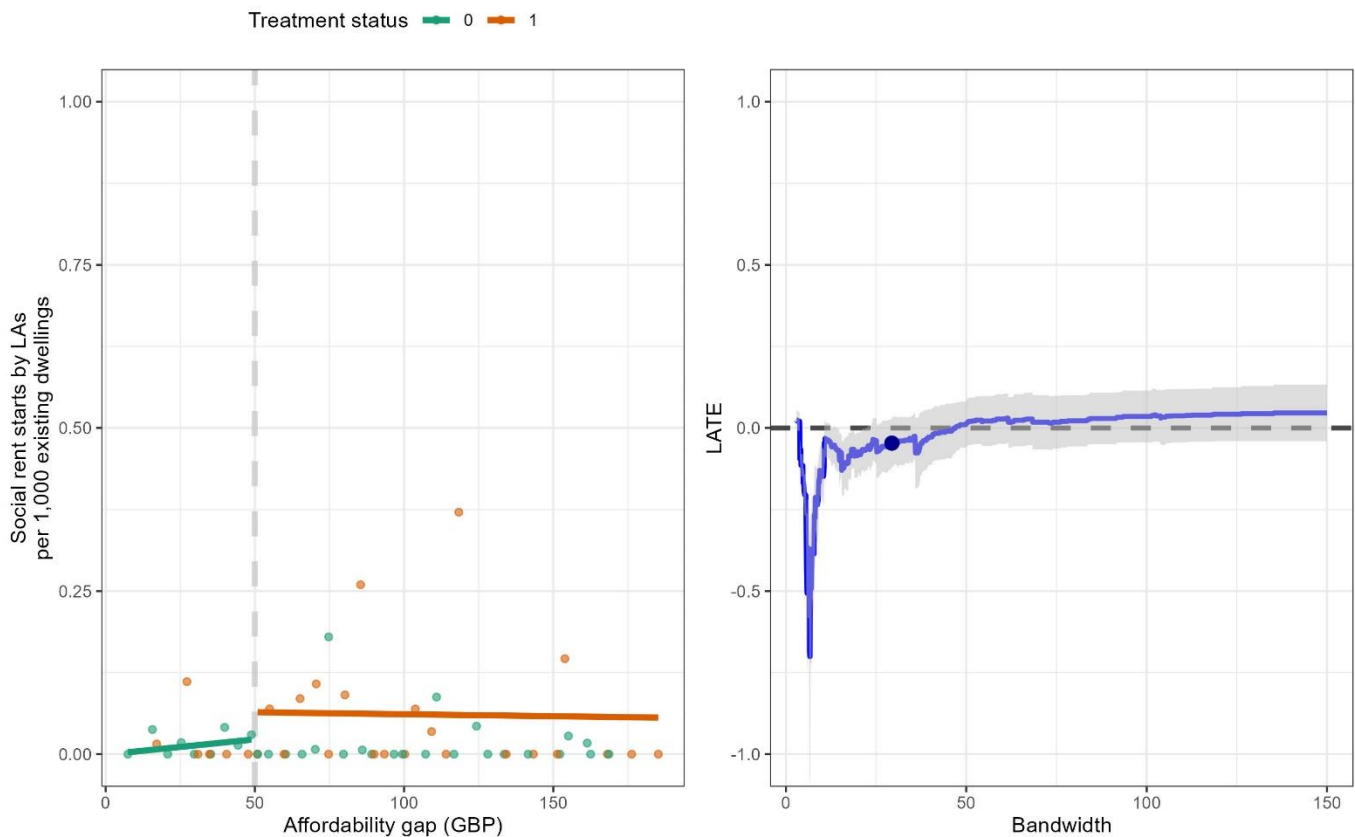 Treatment status 0 1
Social rent starts by LAs
per 1,000 existing dwellings
1.00
0.75
0.50
0.25
0.00
0 50 100 150
Affordability gap (GBP)
LATE
1.0
0.5
0.0
-0.5
-1.0
0 50 100 150
Bandwidth